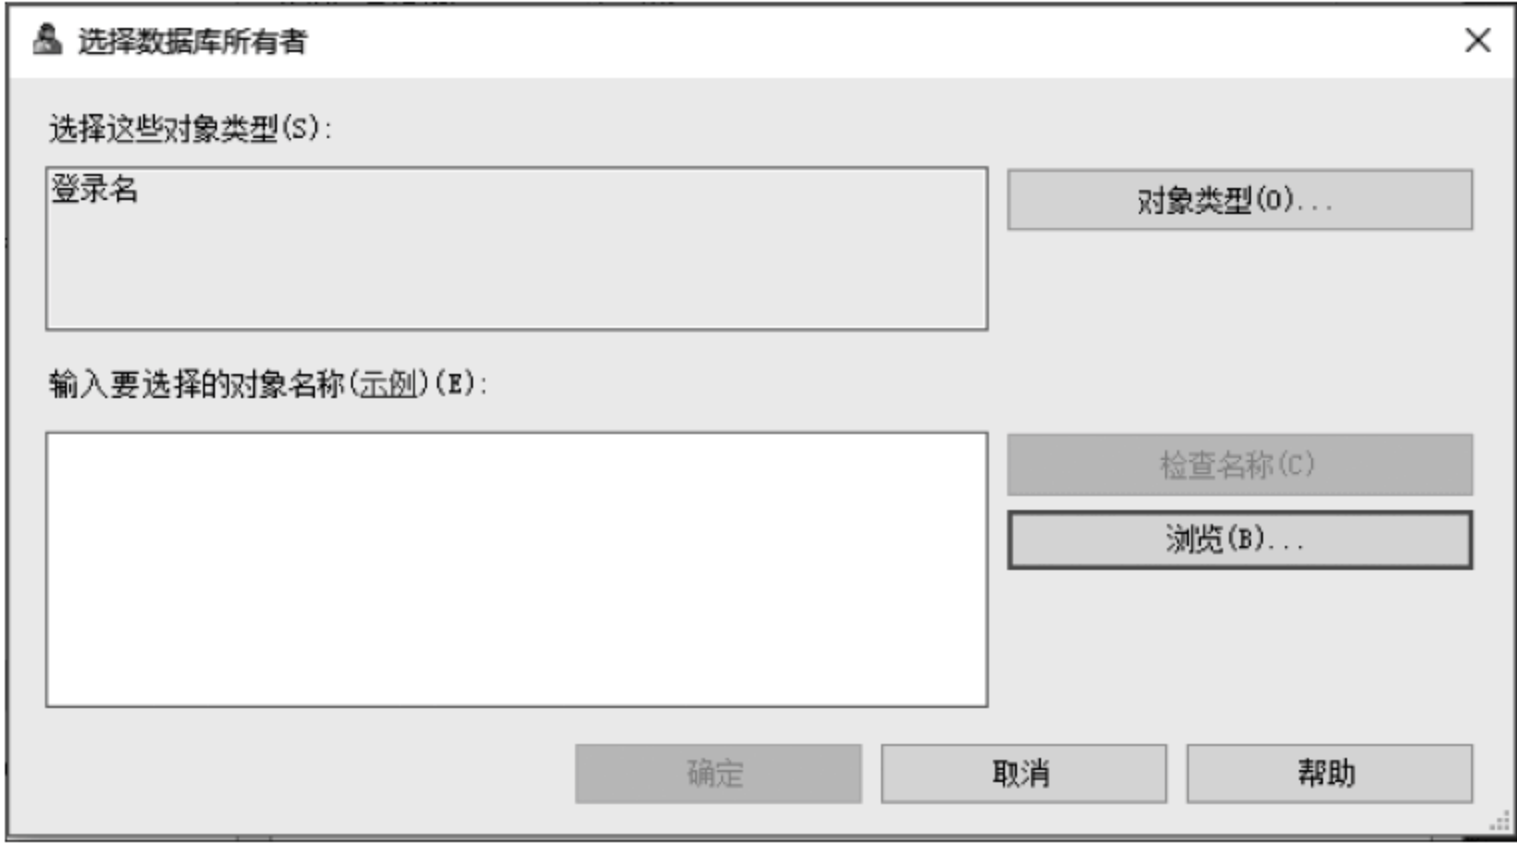 选择数据库所有者
选择这些对象类型(S):
登录名
对象类型(O)...
输入要选择的对象名称(示例)(E):
检查名称(C)
浏览(B)...
确定
取消
帮助